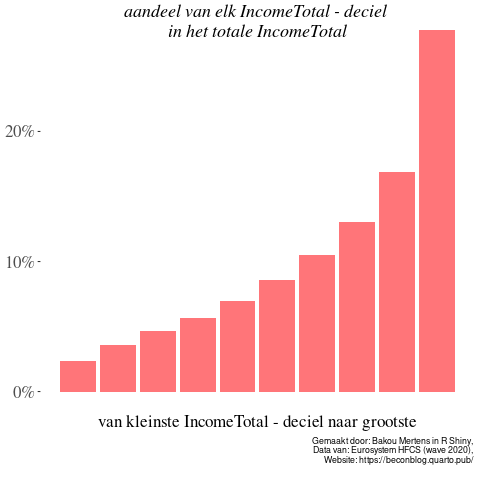 aandeel van elk IncomeTotal - deciel
in het totale IncomeTotal
20%
10%
0%
van kleinste IncomeTotal - deciel naar grootste
Gemaakt door: Bakou Mertens in R Shiny,
Data van: Eurosystem HFCS (wave 2020),
Website: https://beconblog.quarto.pub/